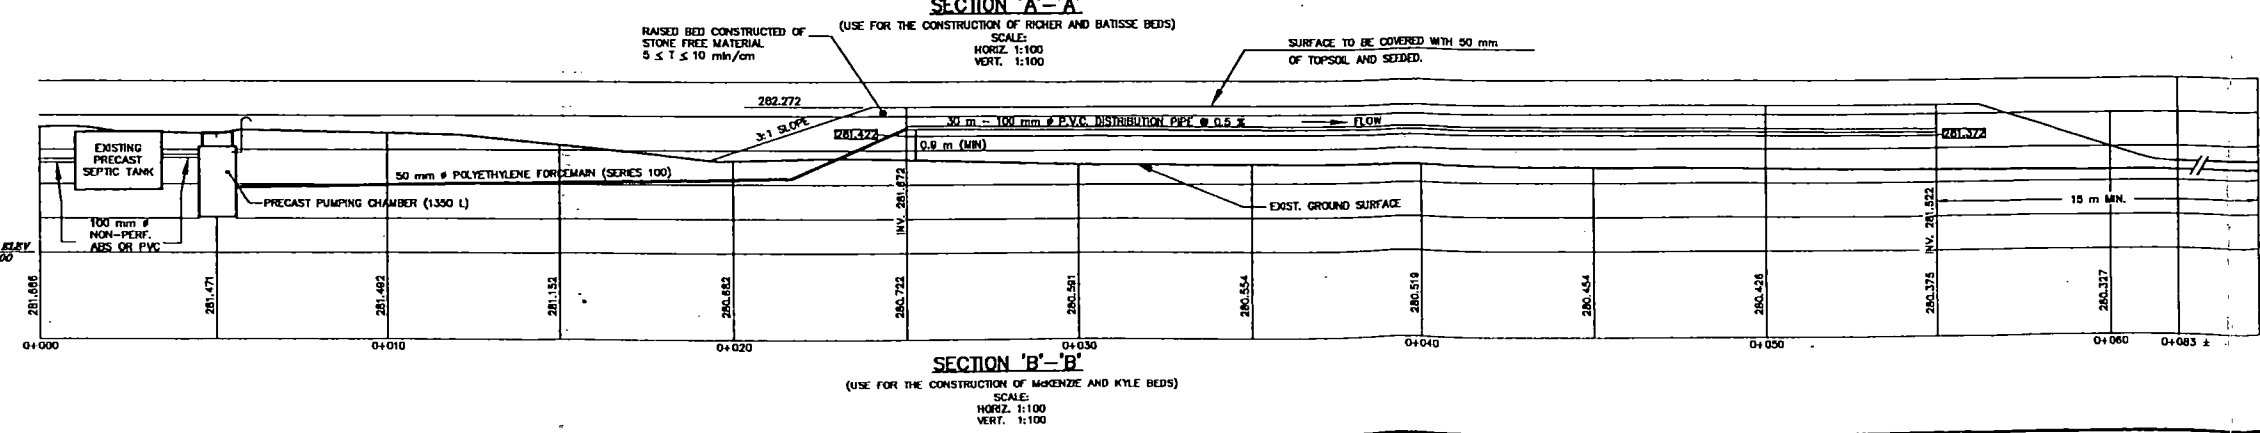 SECTION 'A'-'A'
(USE FOR THE CONSTRUCTION OF RICHER AND BATISSE BEDS)
SCALE:
HORIZ. 1:100
VERT. 1:100
RAISED BED CONSTRUCTED OF
STONE FREE MATERIAL
5 ≤ T ≤ 10 min/cm
SURFACE TO BE COVERED WITH 50 mm
OF TOPSOIL AND SEEDED.
282.272
3:1 SLOPE
281.422
30 m - 100 mm ø P.V.C. DISTRIBUTION PIPE @ 0.5 %
FLOW
281.372
0.9 m (MIN)
EXISTING
PRECAST
SEPTIC TANK
50 mm ø POLYETHYLENE FORCEMAIN (SERIES 100)
PRECAST PUMPING CHAMBER (1350 L)
EXIST. GROUND SURFACE
15 m MIN.
100 mm ø
NON-PERF.
ABS OR PVC
ELEV
00
INV. 281.672
INV. 281.522
281.686
281.471
281.492
281.152
280.682
280.722
280.591
280.554
280.519
280.454
280.426
280.375
280.327
0+000
0+010
0+020
0+030
0+040
0+050
0+060
0+083 ±
SECTION 'B'-'B'
(USE FOR THE CONSTRUCTION OF McKENZIE AND KYLE BEDS)
SCALE:
HORIZ. 1:100
VERT. 1:100